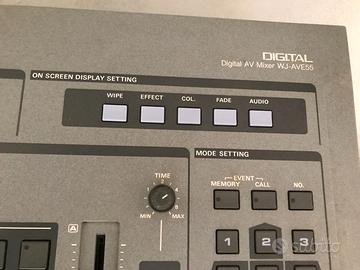 DIGITAL
Digital AV Mixer WJ-AVE55
ON SCREEN DISPLAY SETTING
WIPE EFFECT COL. FADE AUDIO
MODE SETTING
TIME
EVENT
MEMORY CALL NO.
MIN MAX
A
1 2 3
subito